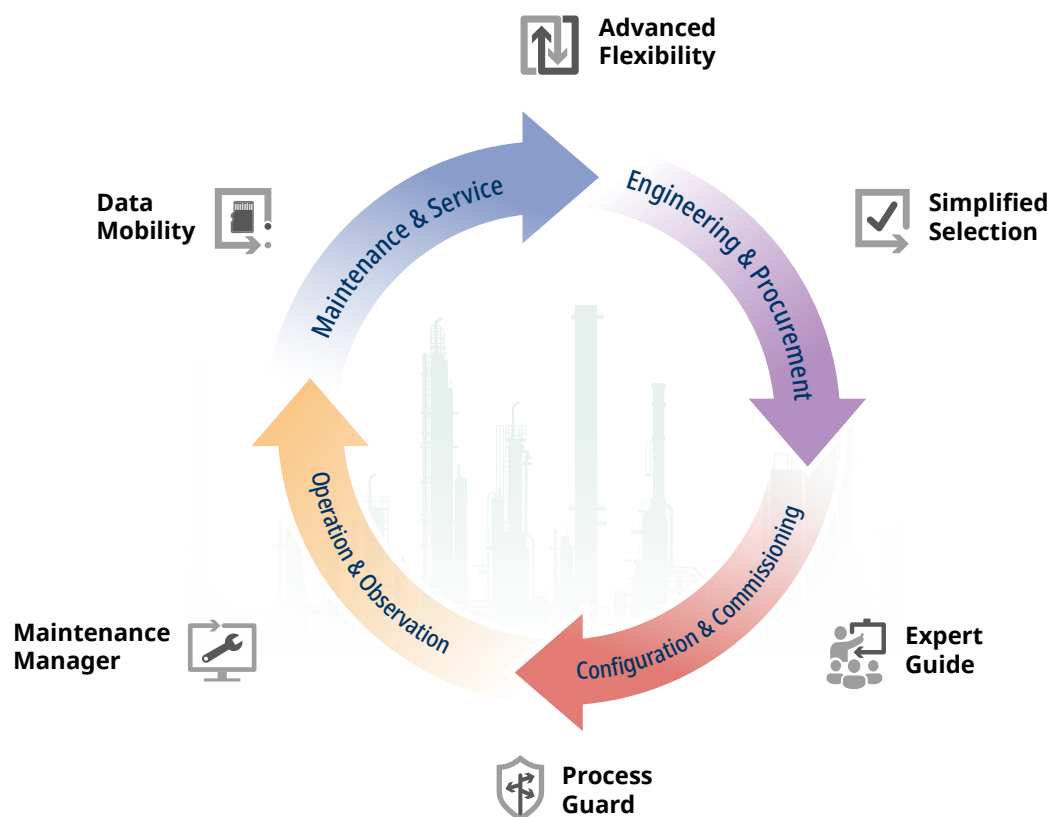 Advanced
Flexibility
Engineering & Procurement
Simplified
Selection
Configuration & Commissioning
Expert
Guide
Process
Guard
Operation & Observation
Maintenance
Manager
Maintenance & Service
Data
Mobility